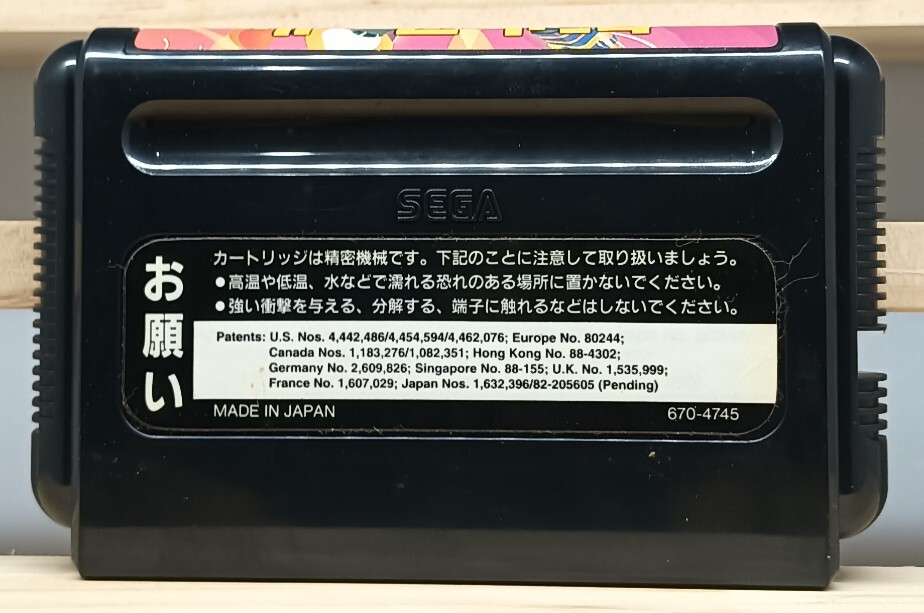 SEGA
お願い
カートリッジは精密機械です。下記のことに注意して取り扱いましょう。
●高温や低温、水などで濡れる恐れのある場所に置かないでください。
●強い衝撃を与える、分解する、端子に触れるなどはしないでください。
Patents: U.S. Nos. 4,442,486/4,454,594/4,462,076; Europe No. 80244;
Canada Nos. 1,183,276/1,082,351; Hong Kong No. 88-4302;
Germany No. 2,609,826; Singapore No. 88-155; U.K. No. 1,535,999;
France No. 1,607,029; Japan Nos. 1,632,396/82-205605 (Pending)
MADE IN JAPAN
670-4745